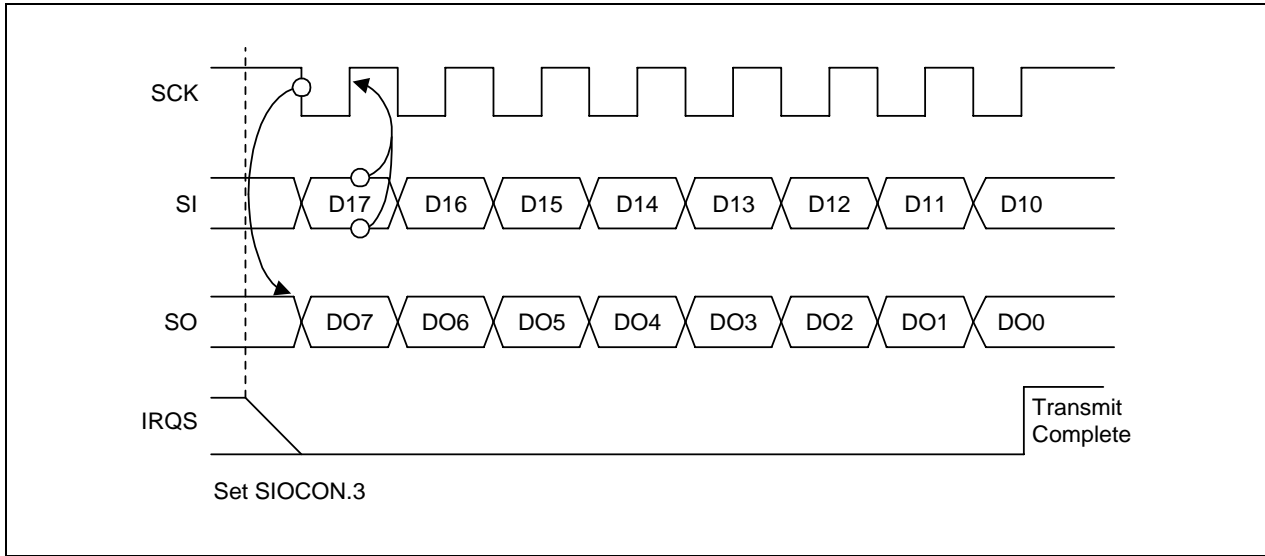 SCK
SI D17 D16 D15 D14 D13 D12 D11 D10
SO DO7 DO6 DO5 DO4 DO3 DO2 DO1 DO0
IRQS
Transmit
Complete
Set SIOCON.3